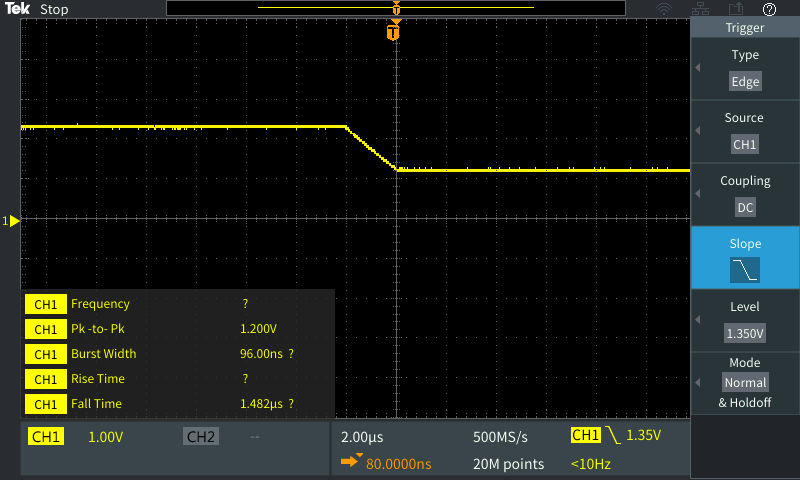 Tek Stop
T
T
?
Trigger
Type
Edge
Source
CH1
Coupling
DC
Slope
Level
1.350V
Mode
Normal
& Holdoff
1
CH1 Frequency ?
CH1 Pk -to- Pk 1.200V
CH1 Burst Width 96.00ns ?
CH1 Rise Time ?
CH1 Fall Time 1.482µs ?
CH1 1.00V CH2 -- 2.00µs 500MS/s CH1 1.35V
80.0000ns 20M points <10Hz